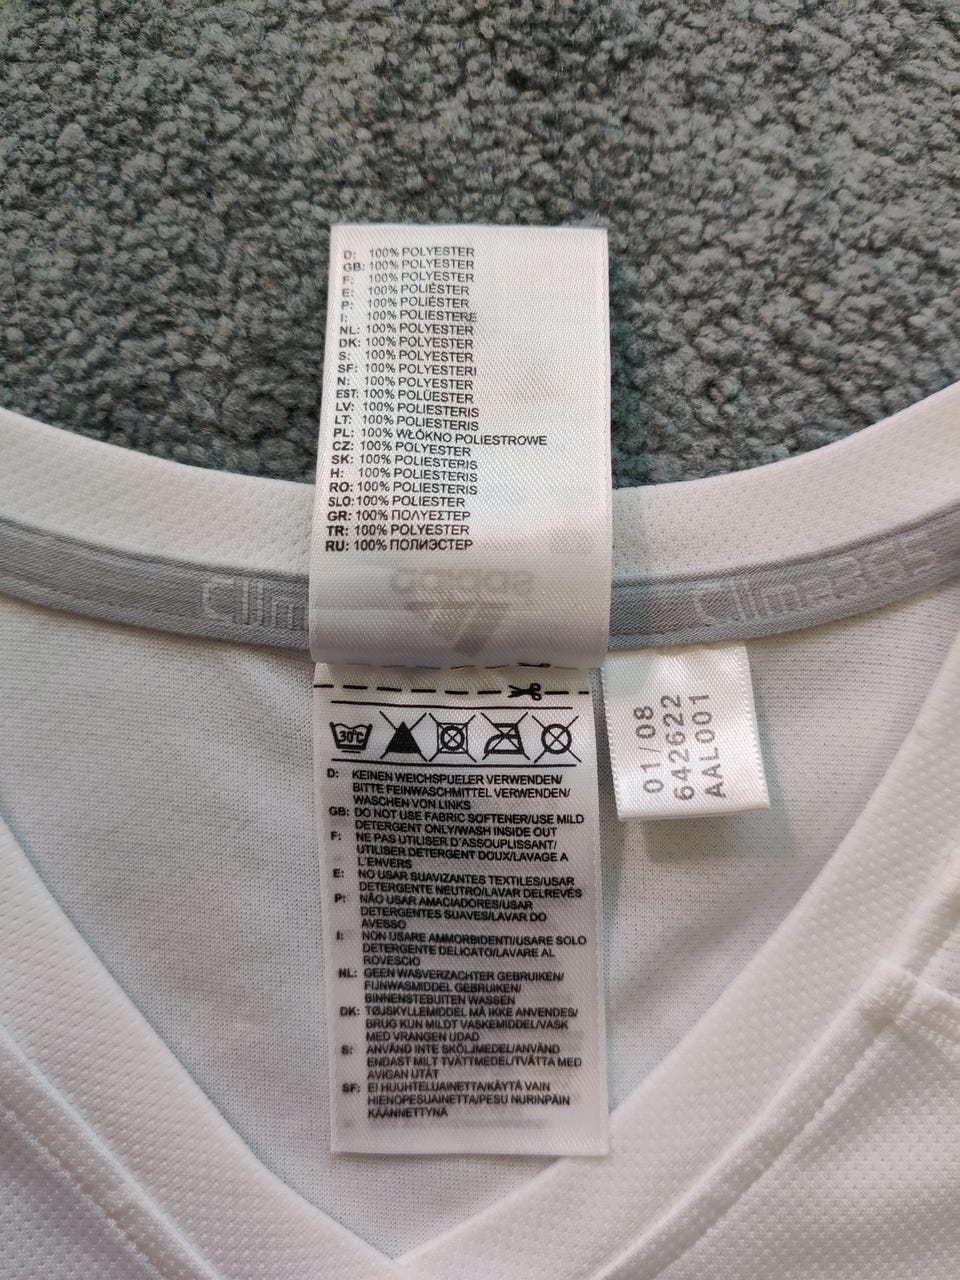 D: 100% POLYESTER
GB: 100% POLYESTER
F: 100% POLYESTER
E: 100% POLIÉSTER
P: 100% POLIÉSTER
I: 100% POLIESTERE
NL: 100% POLYESTER
DK: 100% POLYESTER
S: 100% POLYESTER
SF: 100% POLYESTERI
N: 100% POLYESTER
EST: 100% POLÜESTER
LV: 100% POLIESTERIS
LT: 100% POLIESTERIS
PL: 100% WŁÓKNO POLIESTROWE
CZ: 100% POLYESTER
SK: 100% POLIESTERIS
H: 100% POLIESTERIS
RO: 100% POLIESTERIS
SLO: 100% POLIESTER
GR: 100% ΠΟΛΥΕΣΤΕΡ
TR: 100% POLYESTER
RU: 100% ПОЛИЭСТЕР
adidas
30°C
D: KEINEN WEICHSPUELER VERWENDEN/
BITTE FEINWASCHMITTEL VERWENDEN/
WASCHEN VON LINKS
GB: DO NOT USE FABRIC SOFTENER/USE MILD
DETERGENT ONLY/WASH INSIDE OUT
F: NE PAS UTILISER D'ASSOUPLISSANT/
UTILISER DETERGENT DOUX/LAVAGE A
L'ENVERS
E: NO USAR SUAVIZANTES TEXTILES/USAR
DETERGENTE NEUTRO/LAVAR DELREVÉS
P: NÃO USAR AMACIADORES/USAR
DETERGENTES SUAVES/LAVAR DO
AVESSO
I: NON USARE AMMORBIDENTI/USARE SOLO
DETERGENTE DELICATO/LAVARE AL
ROVESCIO
NL: GEEN WASVERZACHTER GEBRUIKEN/
FIJNWASMIDDEL GEBRUIKEN/
BINNENSTEBUITEN WASSEN
DK: TØJSKYLLEMIDDEL MÅ IKKE ANVENDES/
BRUG KUN MILDT VASKEMIDDEL/VASK
MED VRANGEN UDAD
S: ANVÄND INTE SKÖLJMEDEL/ANVÄND
ENDAST MILT TVÄTTMEDEL/TVÄTTA MED
AVIGAN UTÅT
SF: EI HUUHTELUAINETTA/KÄYTÄ VAIN
HIENOPESUAINETTA/PESU NURINPÄIN
KÄÄNNETTYNÄ
01/08
642622
AAL001
Clim
Clima365